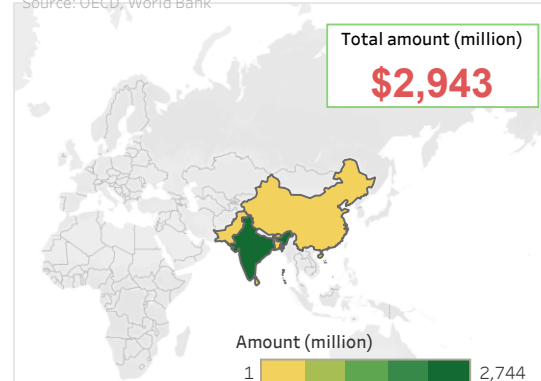 Source: OECD, World Bank
Total amount (million)
$2,943
Amount (million)
1 2,744